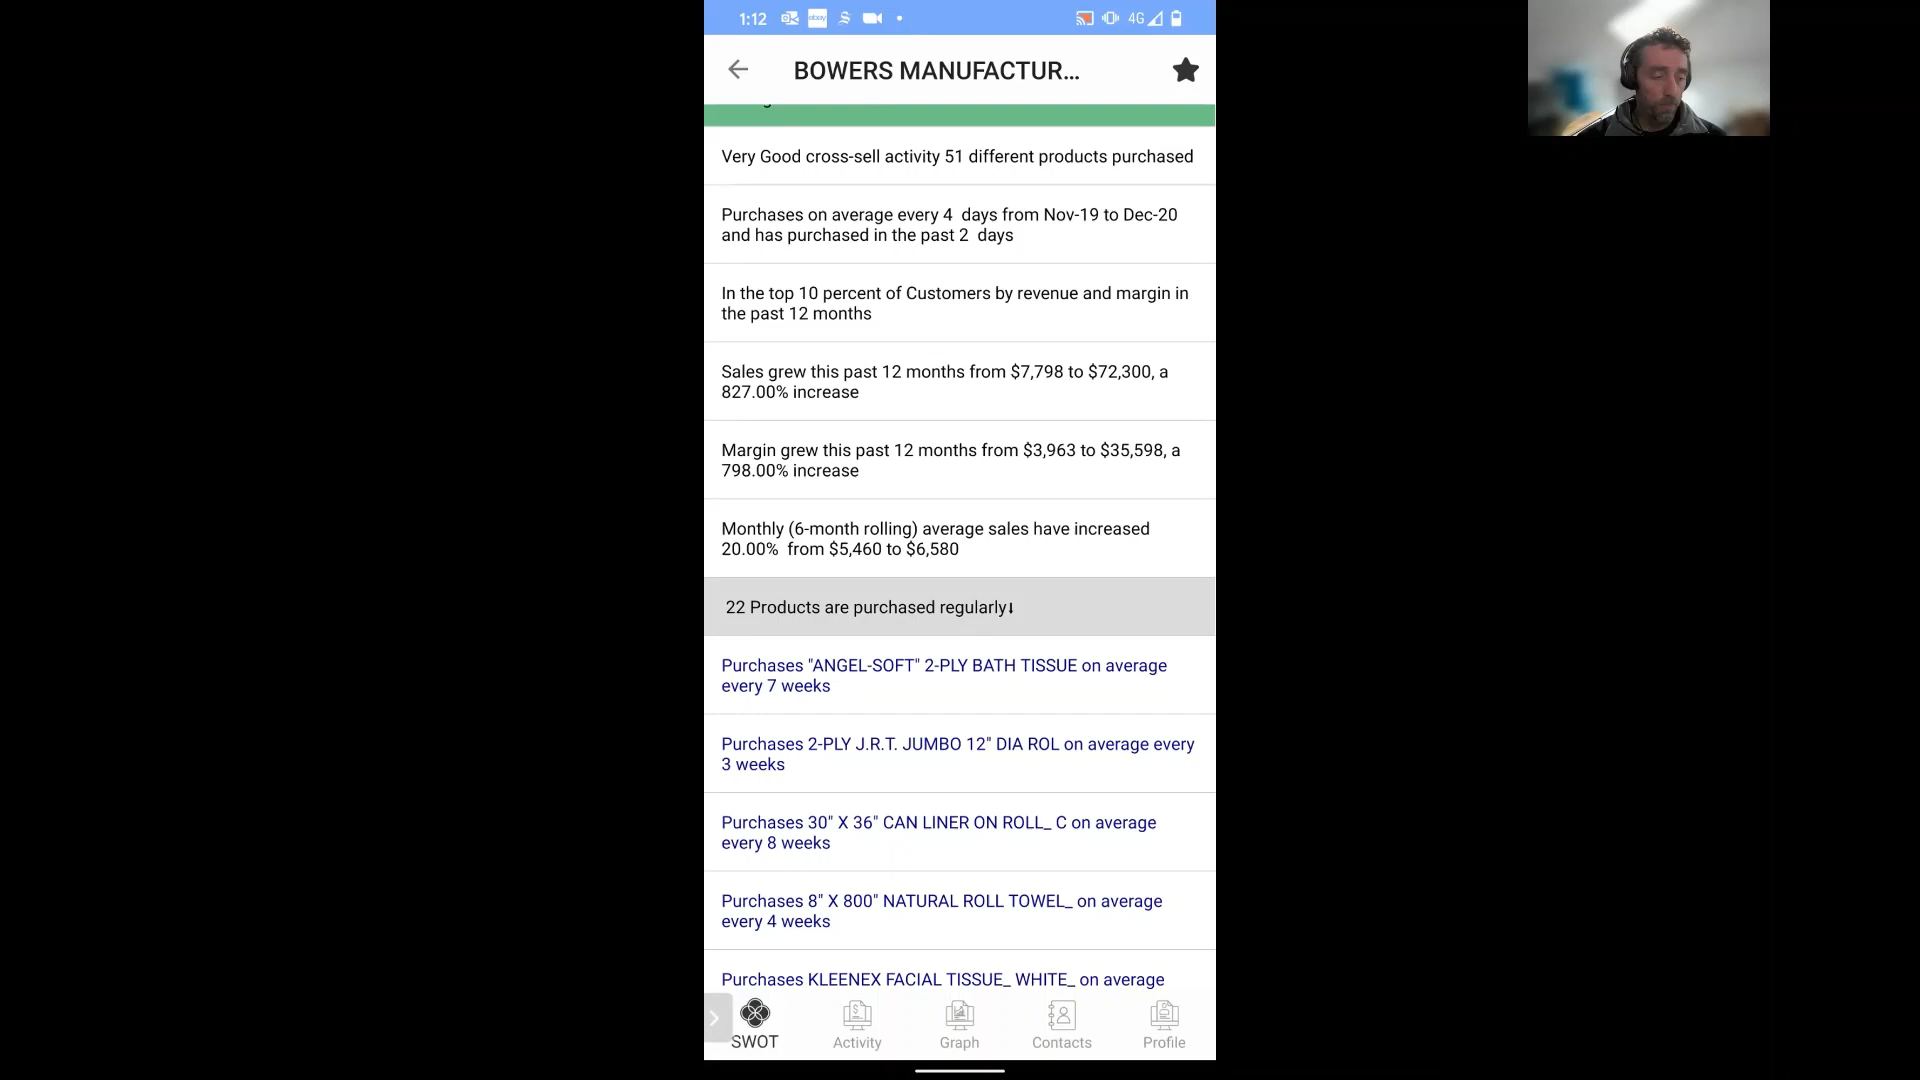 1:12
ebay
4G
BOWERS MANUFACTUR...
Very Good cross-sell activity 51 different products purchased
Purchases on average every 4  days from Nov-19 to Dec-20
and has purchased in the past 2  days
In the top 10 percent of Customers by revenue and margin in
the past 12 months
Sales grew this past 12 months from $7,798 to $72,300, a
827.00% increase
Margin grew this past 12 months from $3,963 to $35,598, a
798.00% increase
Monthly (6-month rolling) average sales have increased
20.00%  from $5,460 to $6,580
22 Products are purchased regularly⭣
Purchases "ANGEL-SOFT" 2-PLY BATH TISSUE on average
every 7 weeks
Purchases 2-PLY J.R.T. JUMBO 12" DIA ROL on average every
3 weeks
Purchases 30" X 36" CAN LINER ON ROLL_ C on average
every 8 weeks
Purchases 8" X 800" NATURAL ROLL TOWEL_ on average
every 4 weeks
Purchases KLEENEX FACIAL TISSUE_ WHITE_ on average
SWOT
Activity
Graph
Contacts
Profile